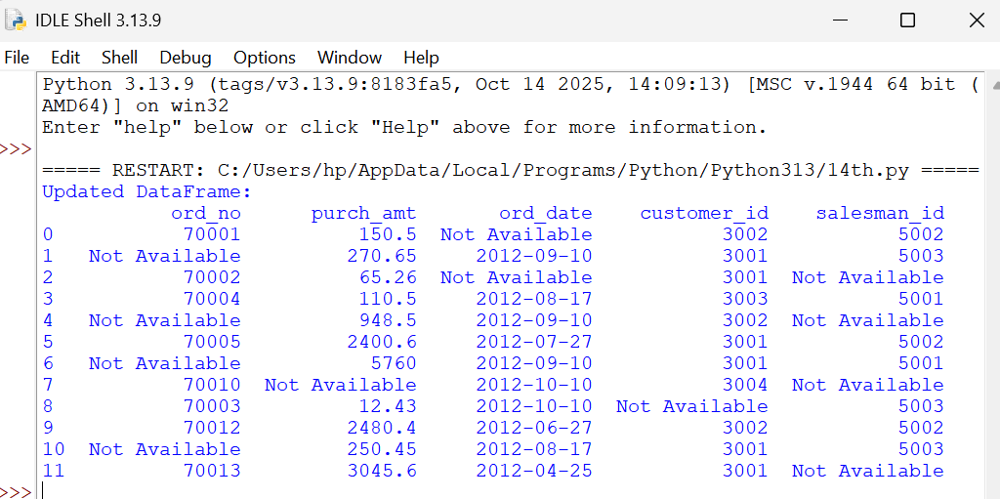 IDLE Shell 3.13.9
File Edit Shell Debug Options Window Help
Python 3.13.9 (tags/v3.13.9:8183fa5, Oct 14 2025, 14:09:13) [MSC v.1944 64 bit (
AMD64)] on win32
Enter "help" below or click "Help" above for more information.
>>>
===== RESTART: C:/Users/hp/AppData/Local/Programs/Python/Python313/14th.py =====
Updated DataFrame:
           ord_no      purch_amt       ord_date    customer_id    salesman_id
0           70001          150.5  Not Available           3002           5002
1   Not Available         270.65     2012-09-10           3001           5003
2           70002          65.26  Not Available           3001  Not Available
3           70004          110.5     2012-08-17           3003           5001
4   Not Available          948.5     2012-09-10           3002  Not Available
5           70005         2400.6     2012-07-27           3001           5002
6   Not Available           5760     2012-09-10           3001           5001
7           70010  Not Available     2012-10-10           3004  Not Available
8           70003          12.43     2012-10-10  Not Available           5003
9           70012         2480.4     2012-06-27           3002           5002
10  Not Available         250.45     2012-08-17           3001           5003
11          70013         3045.6     2012-04-25           3001  Not Available
>>>